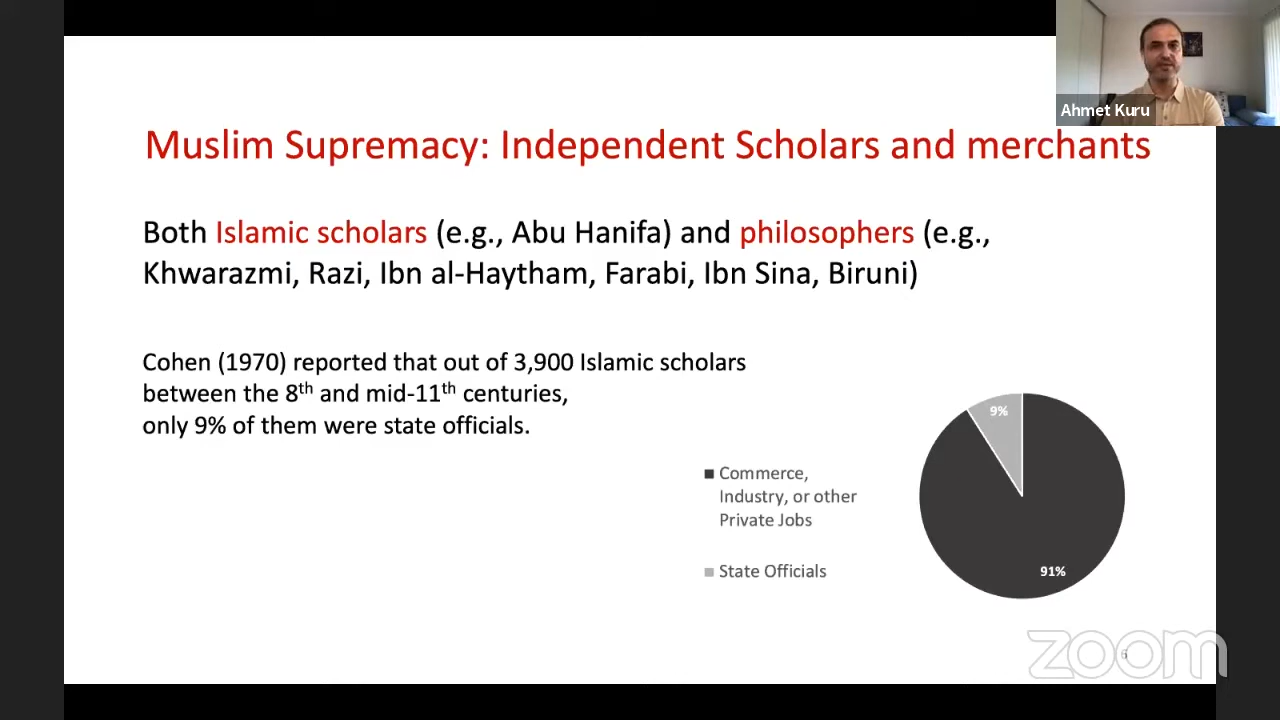 Ahmet Kuru
Muslim Supremacy: Independent Scholars and merchants
Both Islamic scholars (e.g., Abu Hanifa) and philosophers (e.g.,
Khwarazmi, Razi, Ibn al-Haytham, Farabi, Ibn Sina, Biruni)
Cohen (1970) reported that out of 3,900 Islamic scholars
between the 8th and mid-11th centuries,
only 9% of them were state officials.
9%
Commerce,
Industry, or other
Private Jobs
State Officials
91%
zoom
6